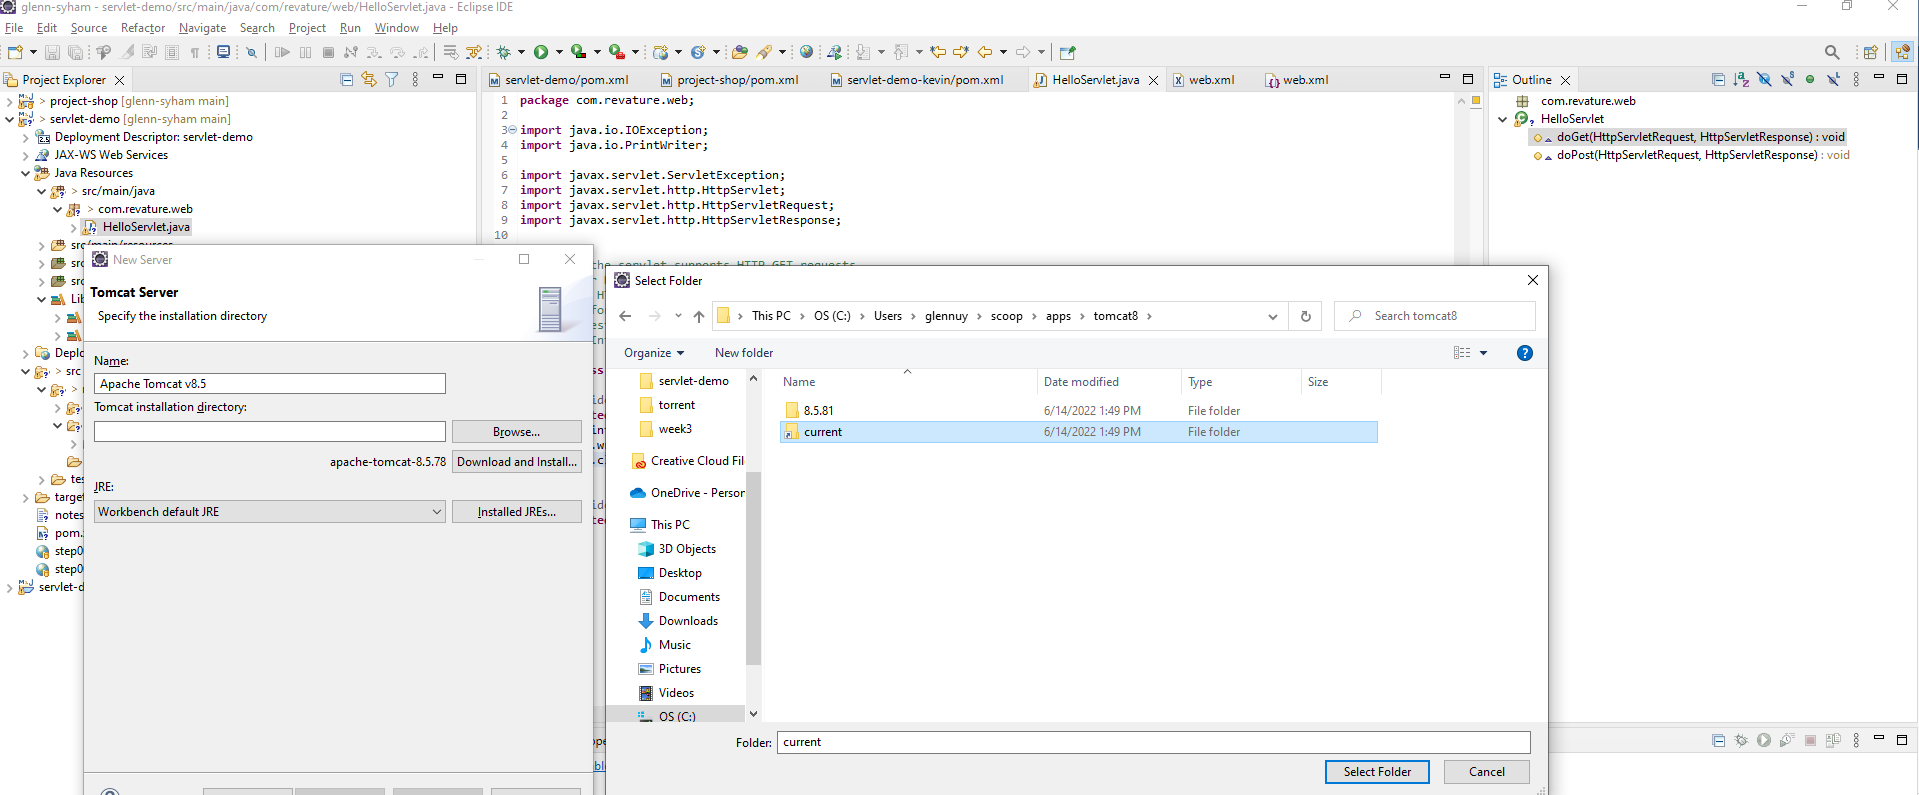 glenn-syham - servlet-demo/src/main/java/com/revature/web/HelloServlet.java - Eclipse IDE
File Edit Source Refactor Navigate Search Project Run Window Help
Project Explorer
project-shop [glenn-syham main]
servlet-demo [glenn-syham main]
Deployment Descriptor: servlet-demo
JAX-WS Web Services
Java Resources
src/main/java
com.revature.web
HelloServlet.java
src/main/resources
Lib
Deplo
src
tes
target
notes
pom.
step0
step0
servlet-d
servlet-demo/pom.xml project-shop/pom.xml servlet-demo-kevin/pom.xml HelloServlet.java web.xml web.xml
1 package com.revature.web;
2
3 import java.io.IOException;
4 import java.io.PrintWriter;
5
6 import javax.servlet.ServletException;
7 import javax.servlet.http.HttpServlet;
8 import javax.servlet.http.HttpServletRequest;
9 import javax.servlet.http.HttpServletResponse;
10
he servlet supports HTTP GET requests
Outline
com.revature.web
HelloServlet
doGet(HttpServletRequest, HttpServletResponse) : void
doPost(HttpServletRequest, HttpServletResponse) : void
New Server
Tomcat Server
Specify the installation directory
Name:
Apache Tomcat v8.5
Tomcat installation directory:
Browse...
apache-tomcat-8.5.78 Download and Install...
JRE:
Workbench default JRE Installed JREs...
Select Folder
This PC OS (C:) Users glennuy scoop apps tomcat8
Search tomcat8
Organize New folder
servlet-demo
torrent
week3
Creative Cloud Fil
OneDrive - Person
This PC
3D Objects
Desktop
Documents
Downloads
Music
Pictures
Videos
OS (C:)
Name Date modified Type Size
8.5.81 6/14/2022 1:49 PM File folder
current 6/14/2022 1:49 PM File folder
Folder: current
Select Folder Cancel